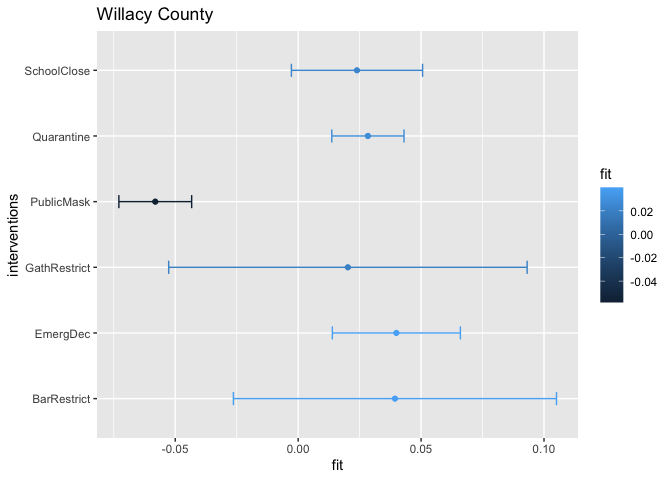 Willacy County
interventions
SchoolClose
Quarantine
PublicMask
GathRestrict
EmergDec
BarRestrict
-0.05
0.00
0.05
0.10
fit
fit
0.02
0.00
-0.02
-0.04